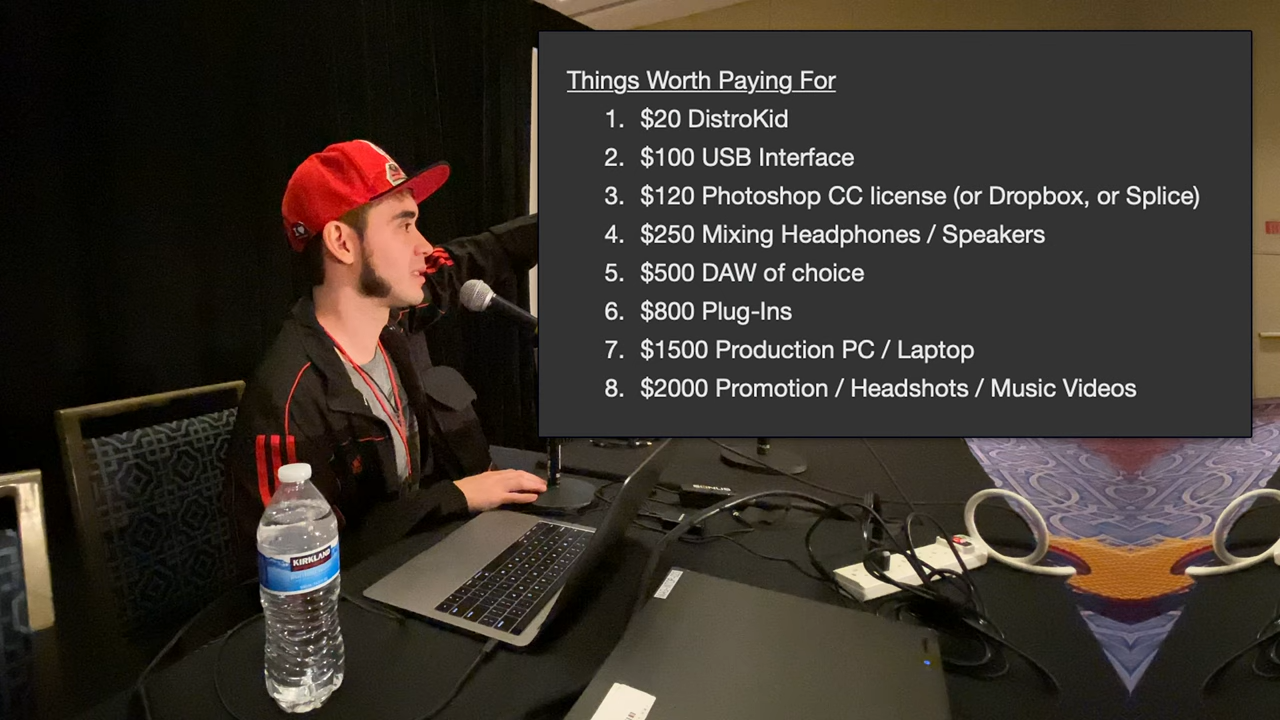 Things Worth Paying For
1. $20 DistroKid
2. $100 USB Interface
3. $120 Photoshop CC license (or Dropbox, or Splice)
4. $250 Mixing Headphones / Speakers
5. $500 DAW of choice
6. $800 Plug-Ins
7. $1500 Production PC / Laptop
8. $2000 Promotion / Headshots / Music Videos
KIRKLAND